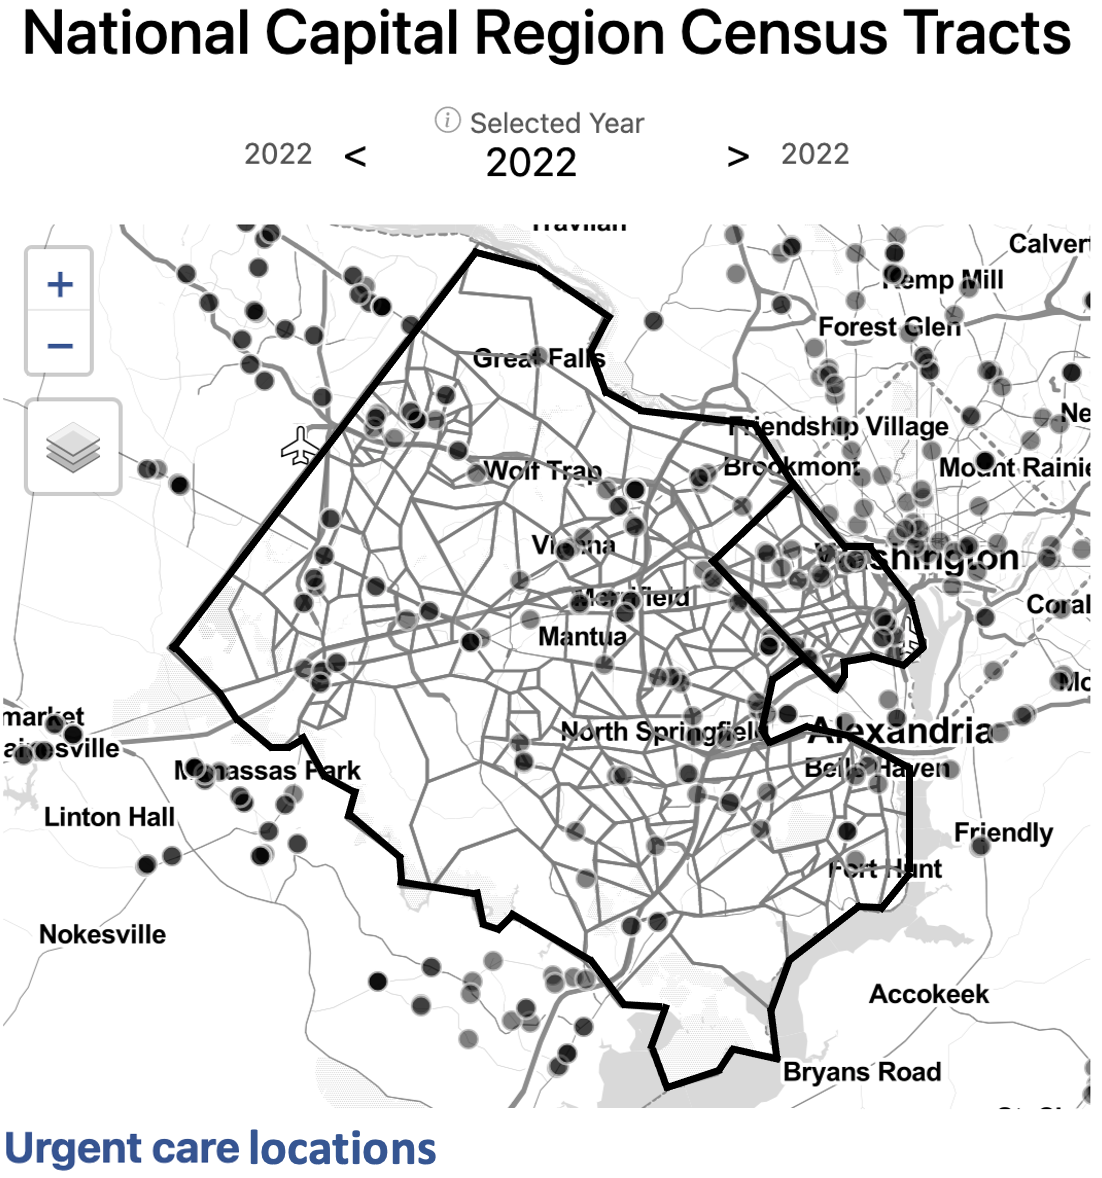 National Capital Region Census Tracts
i Selected Year
2022 < 2022 > 2022
Travilah
Calvert
+
Kemp Mill
Forest Glen
−
Great Falls
Ne
Friendship Village
Brookmont
Mount Rainie
Wolf Trap
Vienna
Washington
Merrifield
Coral
Mantua
Mo
market
North Springfield
Alexandria
ainesville
Manassas Park
Belle Haven
Linton Hall
Friendly
Fort Hunt
Nokesville
Accokeek
Bryans Road
Urgent care locations